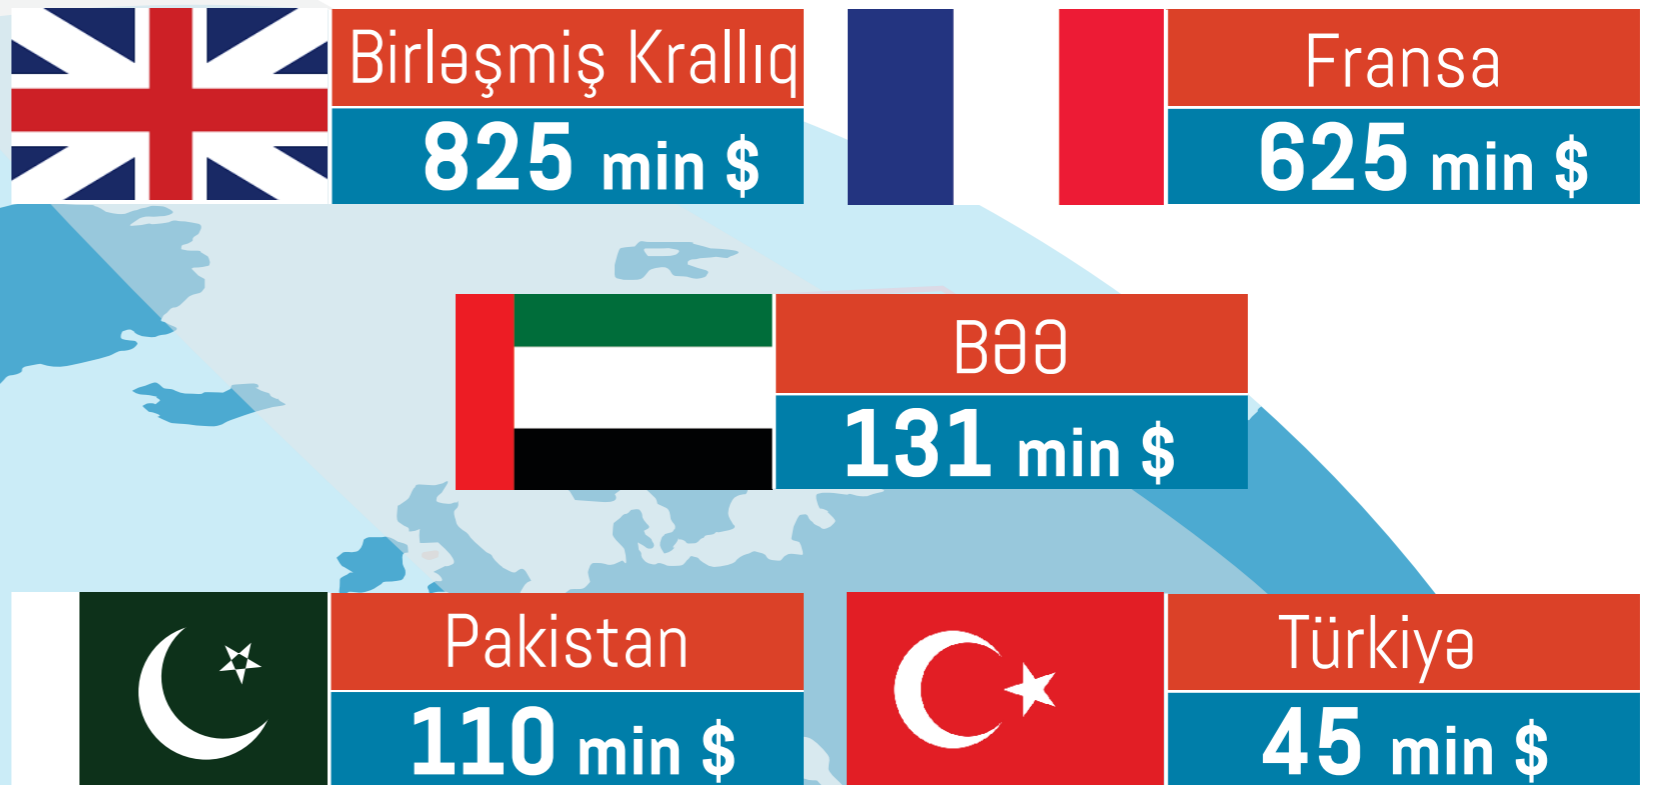 Birləşmiş Krallıq
825 min $
Fransa
625 min $
BƏƏ
131 min $
Pakistan
110 min $
Türkiyə
45 min $